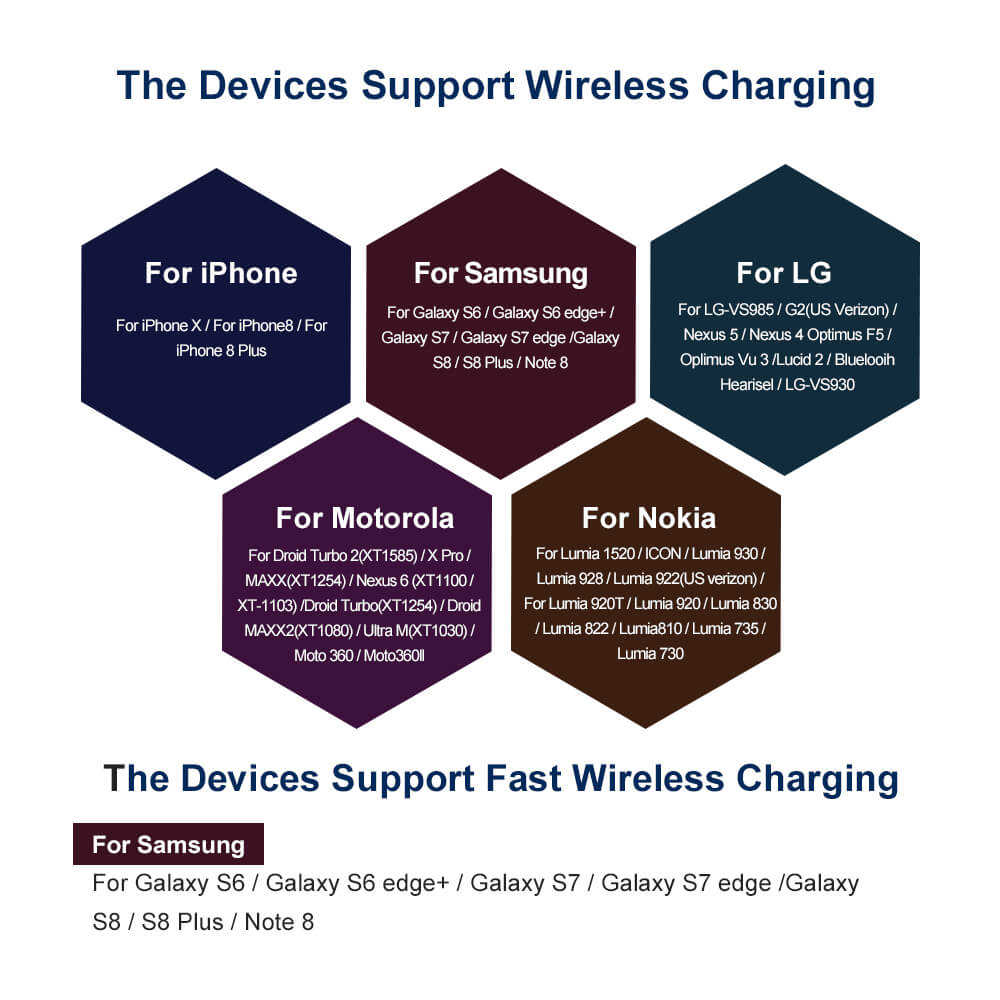 The Devices Support Wireless Charging
For iPhone
For iPhone X / For iPhone8 / For
iPhone 8 Plus
For Samsung
For Galaxy S6 / Galaxy S6 edge+ /
Galaxy S7 / Galaxy S7 edge /Galaxy
S8 / S8 Plus / Note 8
For LG
For LG-VS985 / G2(US Verizon) /
Nexus 5 / Nexus 4 Optimus F5 /
Oplimus Vu 3 /Lucid 2 / Bluelooih
Hearisel / LG-VS930
For Motorola
For Droid Turbo 2(XT1585) / X Pro /
MAXX(XT1254) / Nexus 6 (XT1100 /
XT-1103) /Droid Turbo(XT1254) / Droid
MAXX2(XT1080) / Ultra M(XT1030) /
Moto 360 / Moto360II
For Nokia
For Lumia 1520 / ICON / Lumia 930 /
Lumia 928 / Lumia 922(US verizon) /
For Lumia 920T / Lumia 920 / Lumia 830
/ Lumia 822 / Lumia810 / Lumia 735 /
Lumia 730
The Devices Support Fast Wireless Charging
For Samsung
For Galaxy S6 / Galaxy S6 edge+ / Galaxy S7 / Galaxy S7 edge /Galaxy
S8 / S8 Plus / Note 8